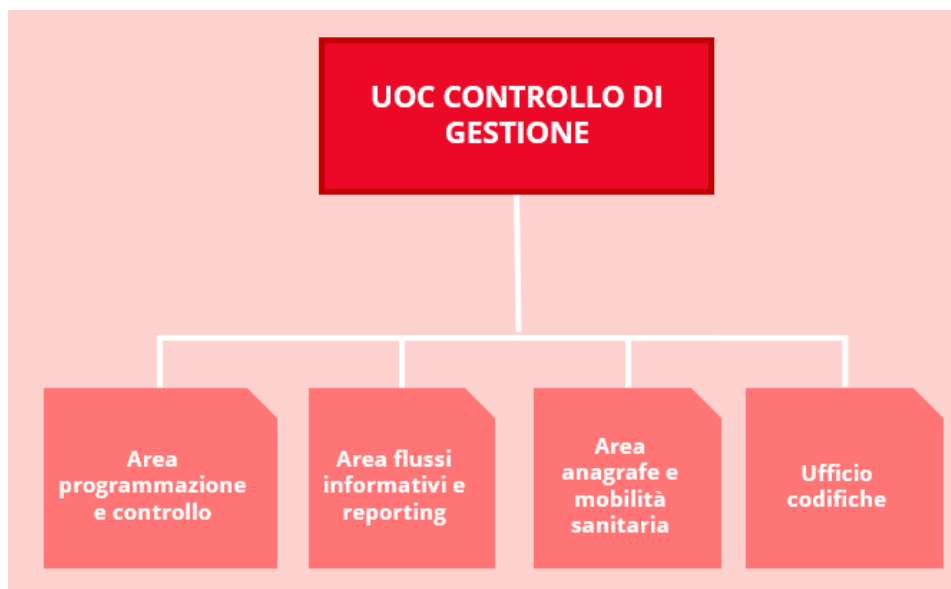 UOC CONTROLLO DI
GESTIONE
Area
programmazione
e controllo
Area flussi
informativi e
reporting
Area
anagrafe e
mobilità
sanitaria
Ufficio
codifiche